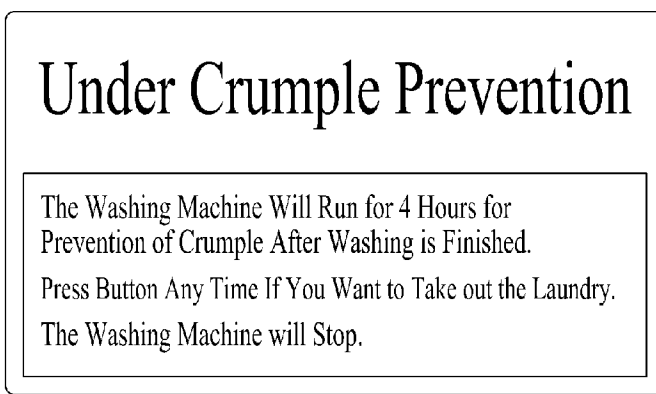 Under Crumple Prevention
The Washing Machine Will Run for 4 Hours for
Prevention of Crumple After Washing is Finished.
Press Button Any Time If You Want to Take out the Laundry.
The Washing Machine will Stop.